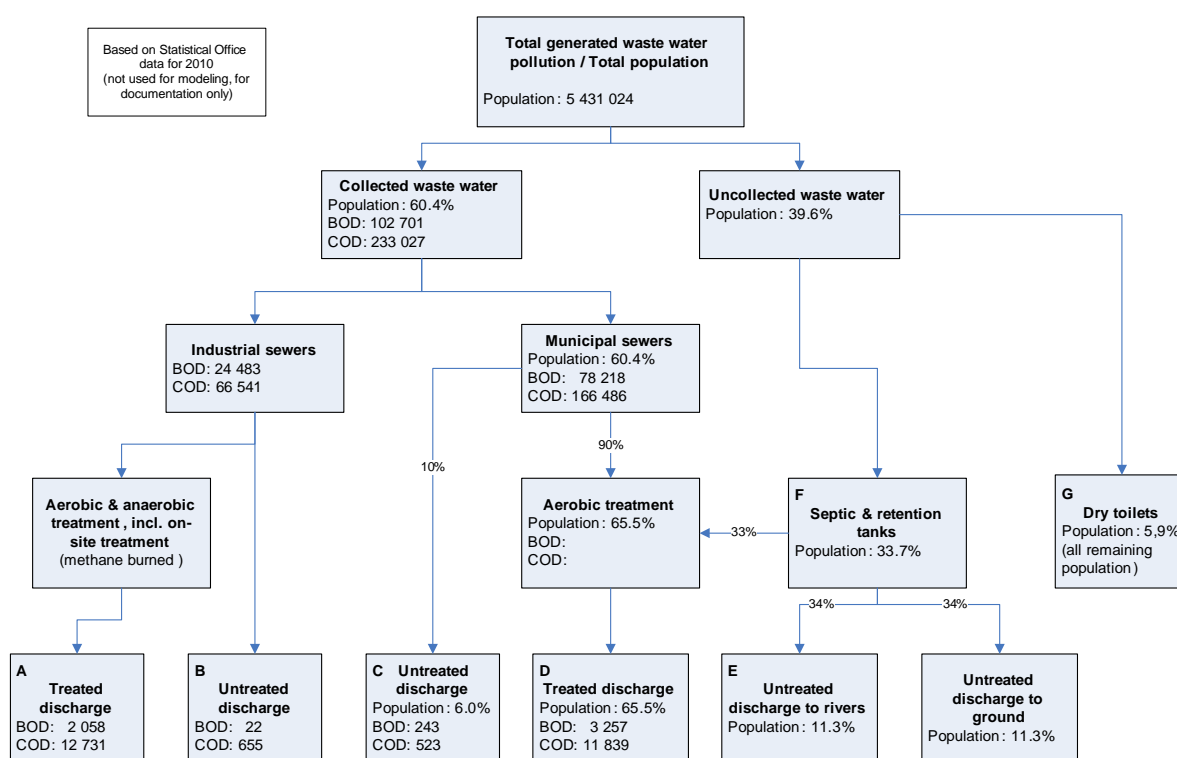 Based on Statistical Office
data for 2010
(not used for modeling, for
documentation only)
Total generated waste water
pollution / Total population
Population : 5 431 024
Collected waste water
Population : 60.4%
BOD: 102 701
COD: 233 027
Uncollected waste water
Population : 39.6%
Industrial sewers
BOD: 24 483
COD: 66 541
Municipal sewers
Population : 60.4%
BOD: 78 218
COD: 166 486
10%
90%
Aerobic & anaerobic
treatment , incl. on-
site treatment
(methane burned )
Aerobic treatment
Population : 65.5%
BOD:
COD:
33%
F
Septic & retention
tanks
Population : 33.7%
G
Dry toilets
Population : 5,9%
(all remaining
population )
34%
34%
A
Treated
discharge
BOD: 2 058
COD: 12 731
B
Untreated
discharge
BOD: 22
COD: 655
C Untreated
discharge
Population : 6.0%
BOD: 243
COD: 523
D
Treated discharge
Population : 65.5%
BOD: 3 257
COD: 11 839
E
Untreated
discharge to rivers
Population : 11.3%
Untreated
discharge to
ground
Population : 11.3%